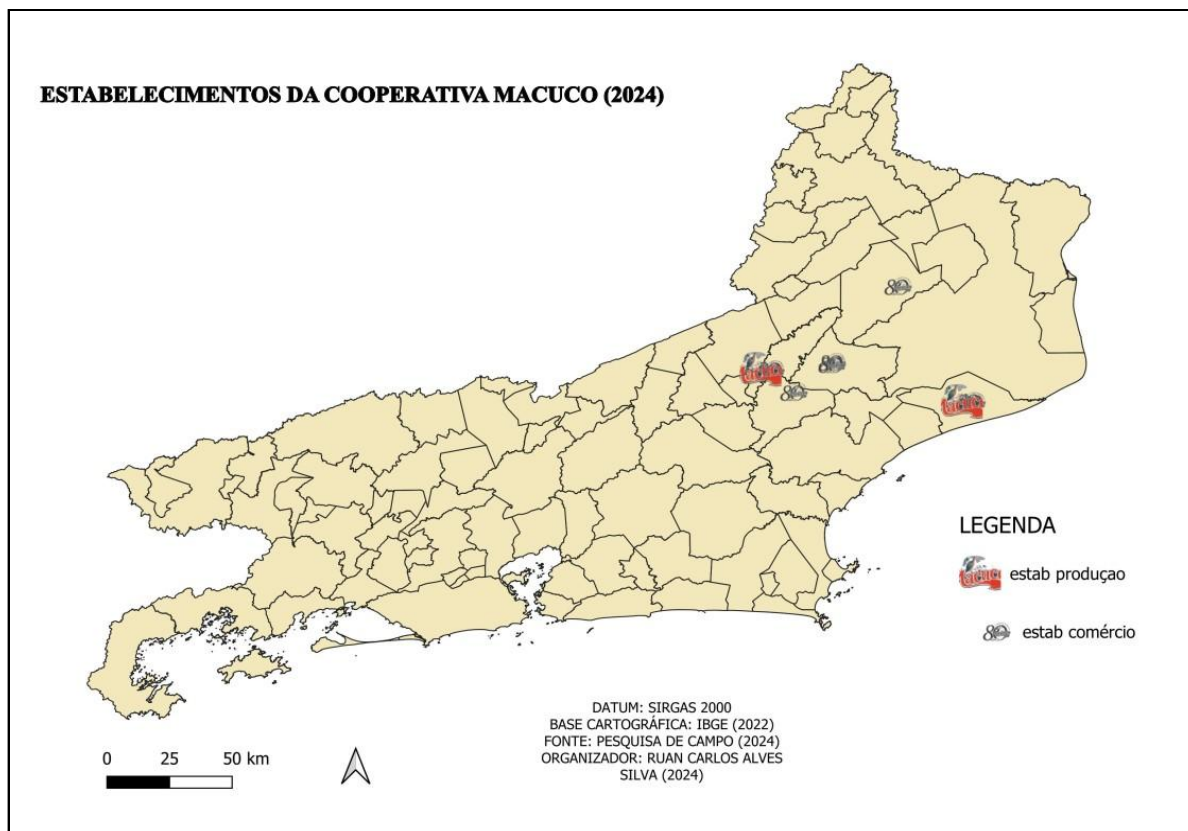 ESTABELECIMENTOS DA COOPERATIVA MACUCO (2024)
LEGENDA
estab produçao
estab comércio
DATUM: SIRGAS 2000
BASE CARTOGRÁFICA: IBGE (2022)
FONTE: PESQUISA DE CAMPO (2024)
ORGANIZADOR: RUAN CARLOS ALVES
SILVA (2024)
0 25 50 km